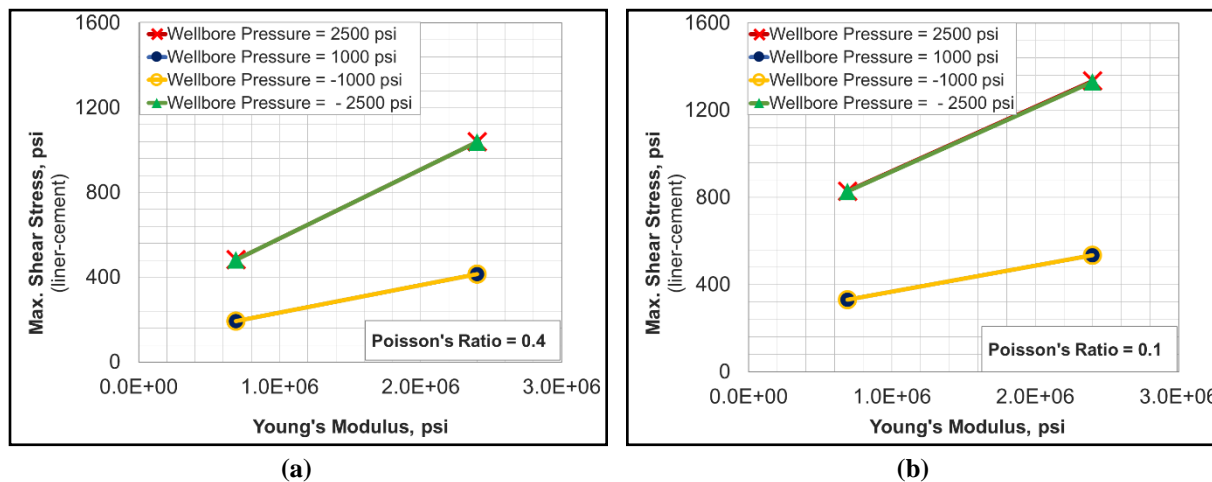 1600
Wellbore Pressure = 2500 psi
Wellbore Pressure = 1000 psi
Wellbore Pressure = -1000 psi
Wellbore Pressure = - 2500 psi
1200
800
400
0
Max. Shear Stress, psi
(liner-cement)
Poisson's Ratio = 0.4
0.0E+00 1.0E+06 2.0E+06 3.0E+06
Young's Modulus, psi
(a)
1600
Wellbore Pressure = 2500 psi
Wellbore Pressure = 1000 psi
Wellbore Pressure = -1000 psi
Wellbore Pressure = - 2500 psi
1200
800
400
0
Max. Shear Stress, psi
(liner-cement)
Poisson's Ratio = 0.1
0.0E+00 1.0E+06 2.0E+06 3.0E+06
Young's Modulus, psi
(b)